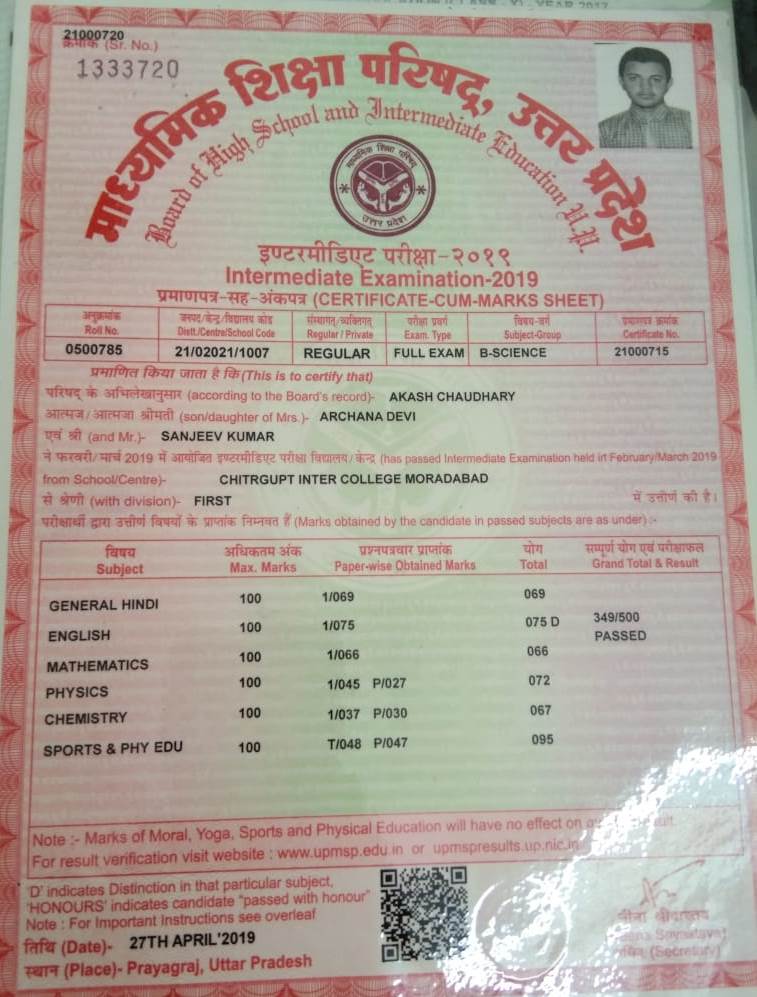 21000720
क्रमांक (Sr. No.)
1333720
माध्यमिक शिक्षा परिषद्, उत्तर प्रदेश
Board of High School and Intermediate Education U.P.
माध्यमिक शिक्षा परिषद्
उत्तर प्रदेश
इण्टरमीडिएट परीक्षा-२०१९
Intermediate Examination-2019
प्रमाणपत्र-सह-अंकपत्र (CERTIFICATE-CUM-MARKS SHEET)
अनुक्रमांक जनपद/केन्द्र/विद्यालय कोड संस्थागत/व्यक्तिगत परीक्षा प्रवर्ग विषय-वर्ग प्रमाणपत्र क्रमांक
Roll No. Distt./Centre/School Code Regular / Private Exam. Type Subject-Group Certificate No.
0500785 21/02021/1007 REGULAR FULL EXAM B-SCIENCE 21000715
प्रमाणित किया जाता है कि (This is to certify that)
परिषद के अभिलेखानुसार (according to the Board's record)- AKASH CHAUDHARY
आत्मज/आत्मजा श्रीमती (son/daughter of Mrs.)- ARCHANA DEVI
एवं श्री (and Mr.)- SANJEEV KUMAR
ने फरवरी/मार्च 2019 में आयोजित इण्टरमीडिएट परीक्षा विद्यालय/केन्द्र (has passed Intermediate Examination held in February/March 2019
from School/Centre)- CHITRGUPT INTER COLLEGE MORADABAD
से श्रेणी (with division)- FIRST में उत्तीर्ण की है।
परीक्षार्थी द्वारा उत्तीर्ण विषयों के प्राप्तांक निम्नवत हैं (Marks obtained by the candidate in passed subjects are as under) :-
विषय अधिकतम अंक प्रश्नपत्रवार प्राप्तांक योग सम्पूर्ण योग एवं परीक्षाफल
Subject Max. Marks Paper-wise Obtained Marks Total Grand Total & Result
GENERAL HINDI 100 1/069 069
ENGLISH 100 1/075 075 D 349/500
PASSED
MATHEMATICS 100 1/066 066
PHYSICS 100 1/045 P/027 072
CHEMISTRY 100 1/037 P/030 067
SPORTS & PHY EDU 100 T/048 P/047 095
Note :- Marks of Moral, Yoga, Sports and Physical Education will have no effect on
For result verification visit website : www.upmsp.edu.in or upmspresults.up.nic.in
'D' indicates Distinction in that particular subject,
'HONOURS' indicates candidate "passed with honour"
Note : For Important Instructions see overleaf
तिथि (Date)- 27TH APRIL'2019
स्थान (Place)- Prayagraj, Uttar Pradesh
नीना श्रीवास्तव
(Secretary)